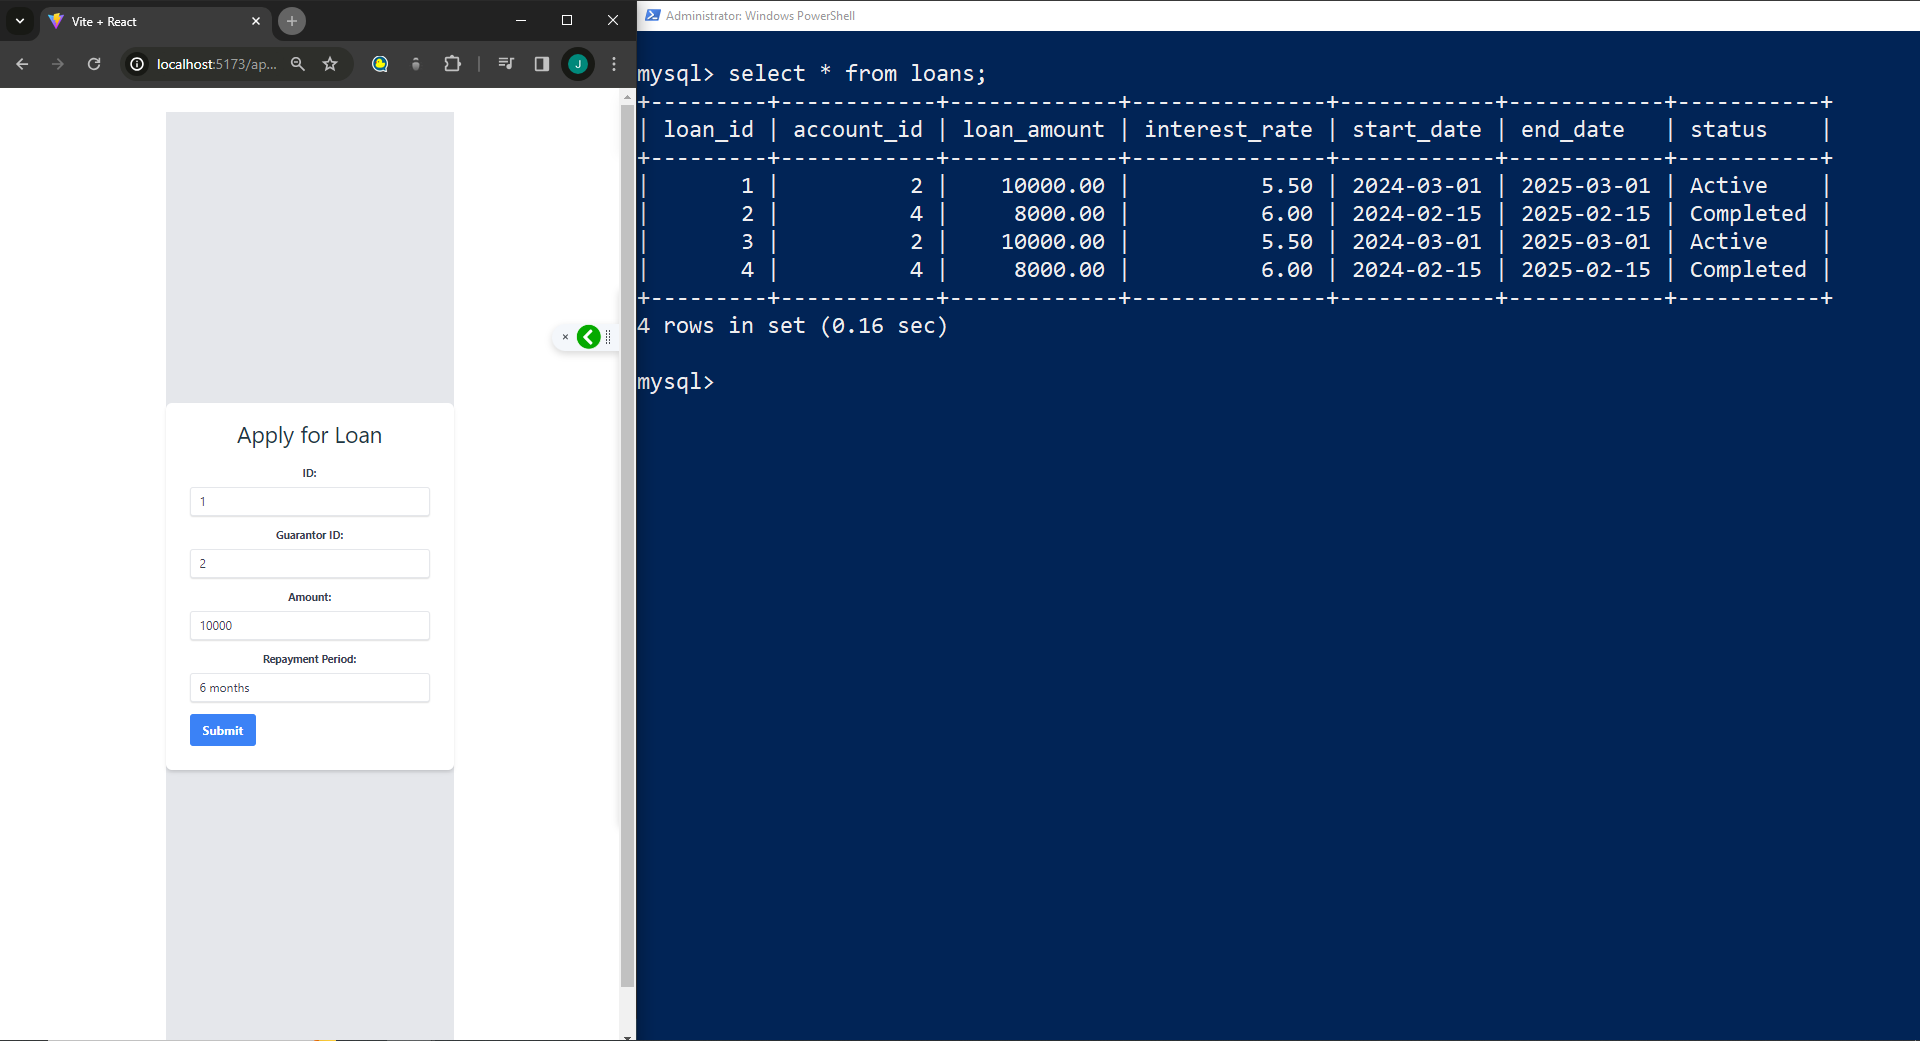 Vite + React
localhost:5173/ap...
J
Apply for Loan
ID:
1
Guarantor ID:
2
Amount:
10000
Repayment Period:
6 months
Submit
Administrator: Windows PowerShell
mysql> select * from loans;
+---------+------------+-------------+---------------+------------+------------+-----------+
| loan_id | account_id | loan_amount | interest_rate | start_date | end_date   | status    |
+---------+------------+-------------+---------------+------------+------------+-----------+
|       1 |          2 |    10000.00 |          5.50 | 2024-03-01 | 2025-03-01 | Active    |
|       2 |          4 |     8000.00 |          6.00 | 2024-02-15 | 2025-02-15 | Completed |
|       3 |          2 |    10000.00 |          5.50 | 2024-03-01 | 2025-03-01 | Active    |
|       4 |          4 |     8000.00 |          6.00 | 2024-02-15 | 2025-02-15 | Completed |
+---------+------------+-------------+---------------+------------+------------+-----------+
4 rows in set (0.16 sec)
mysql>